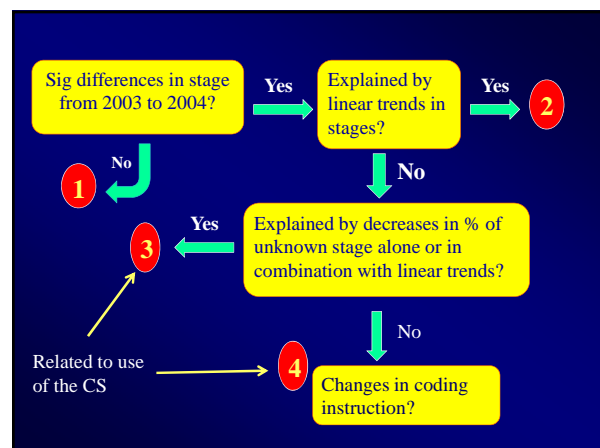 Sig differences in stage
from 2003 to 2004?
Yes
Explained by
linear trends in
stages?
Yes
2
No
1
No
Explained by decreases in % of
unknown stage alone or in
combination with linear trends?
Yes
3
No
Related to use
of the CS
4
Changes in coding
instruction?